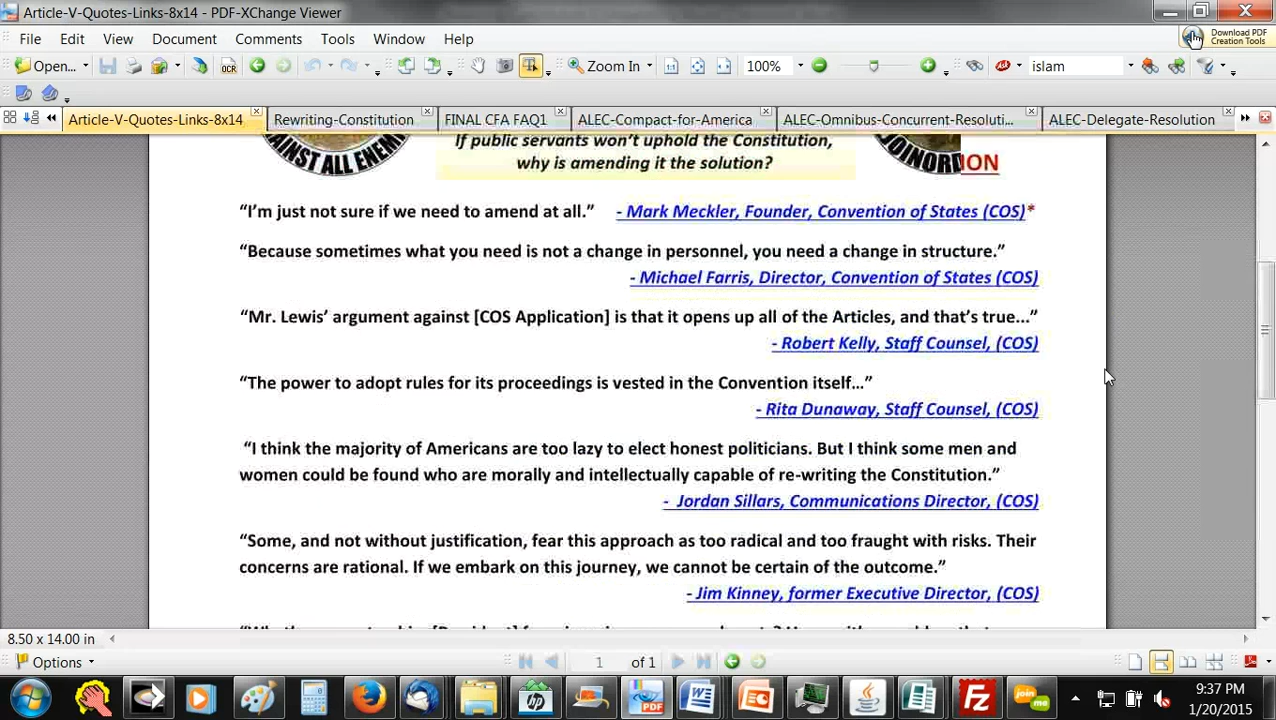 Article-V-Quotes-Links-8x14 - PDF-XChange Viewer
File Edit View Document Comments Tools Window Help
Download PDF
Creation Tools
Open... OCR Zoom In 100% islam
Article-V-Quotes-Links-8x14 Rewriting-Constitution FINAL CFA FAQ1 ALEC-Compact-for-America ALEC-Omnibus-Concurrent-Resoluti... ALEC-Delegate-Resolution
AGAINST ALL ENEM
If public servants won't uphold the Constitution,
why is amending it the solution?
ION
“I'm just not sure if we need to amend at all.” - Mark Meckler, Founder, Convention of States (COS)*
“Because sometimes what you need is not a change in personnel, you need a change in structure.”
- Michael Farris, Director, Convention of States (COS)
“Mr. Lewis' argument against [COS Application] is that it opens up all of the Articles, and that's true...”
- Robert Kelly, Staff Counsel, (COS)
“The power to adopt rules for its proceedings is vested in the Convention itself…”
- Rita Dunaway, Staff Counsel, (COS)
“I think the majority of Americans are too lazy to elect honest politicians. But I think some men and
women could be found who are morally and intellectually capable of re-writing the Constitution.”
- Jordan Sillars, Communications Director, (COS)
“Some, and not without justification, fear this approach as too radical and too fraught with risks. Their
concerns are rational. If we embark on this journey, we cannot be certain of the outcome.”
- Jim Kinney, former Executive Director, (COS)
8.50 x 14.00 in
Options 1 of 1
9:37 PM
1/20/2015